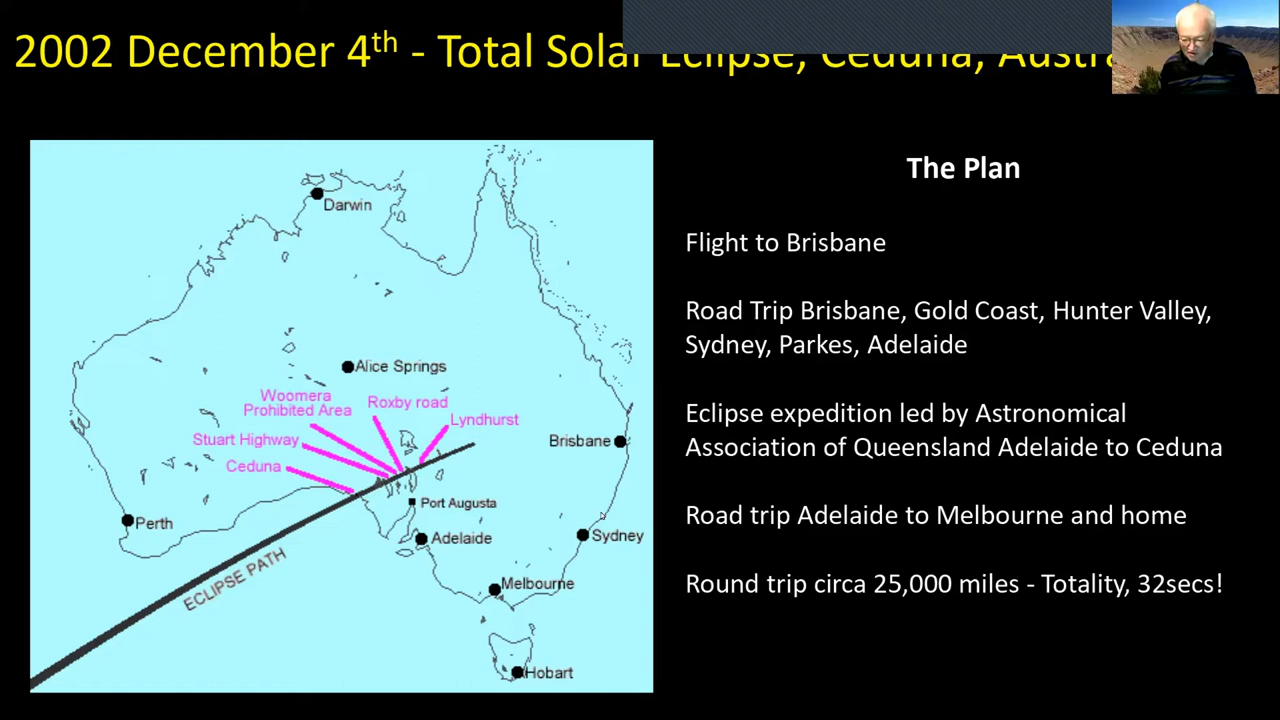 2002 December 4th - Total Solar Eclipse, Ceduna,
The Plan
Flight to Brisbane
Road Trip Brisbane, Gold Coast, Hunter Valley,
Sydney, Parkes, Adelaide
Eclipse expedition led by Astronomical
Association of Queensland Adelaide to Ceduna
Road trip Adelaide to Melbourne and home
Round trip circa 25,000 miles - Totality, 32secs!
Darwin
Alice Springs
Woomera
Prohibited Area
Roxby road
Lyndhurst
Stuart Highway
Ceduna
Brisbane
Port Augusta
Perth
Adelaide
Sydney
ECLIPSE PATH
Melbourne
Hobart